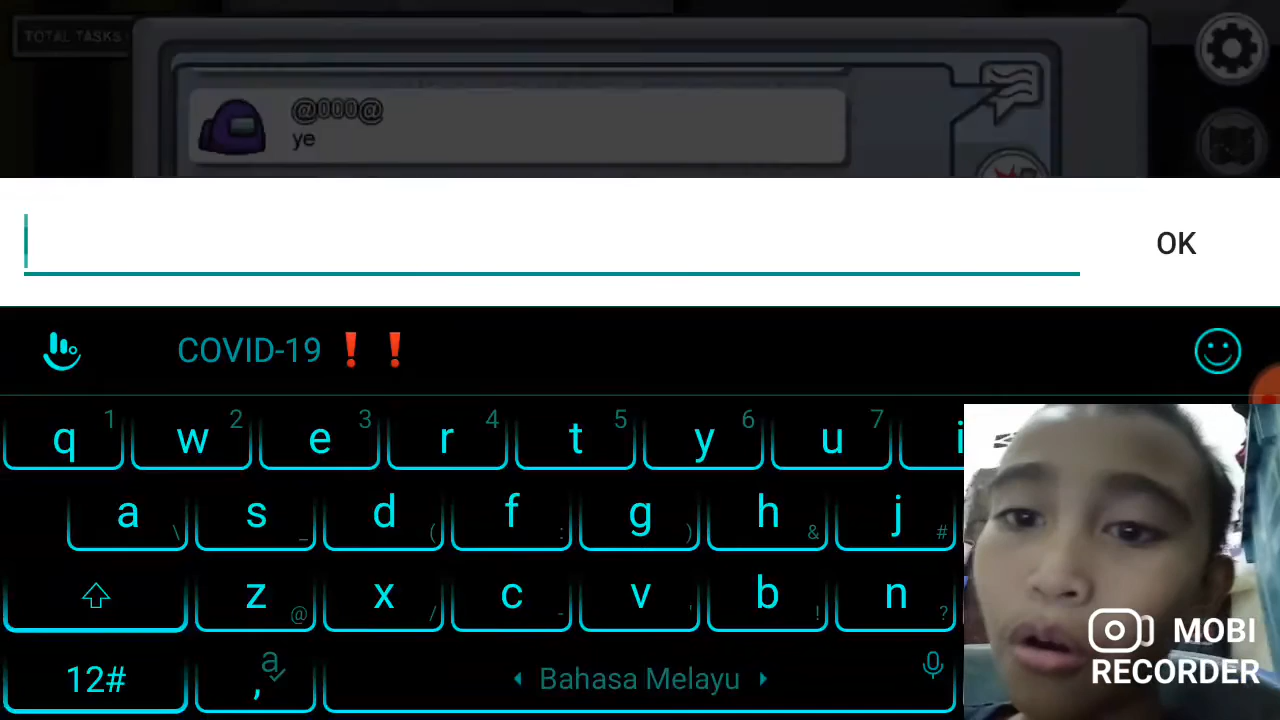 TOTAL TASKS
@000@
ye
OK
COVID-19 ❗❗
1 2 3 4 5 6 7
q w e r t y u i
a s d f g h j
\ _ ( : ) & #
z x c v b n
@ / - ' ! ?
12# , a Bahasa Melayu
MOBI
RECORDER